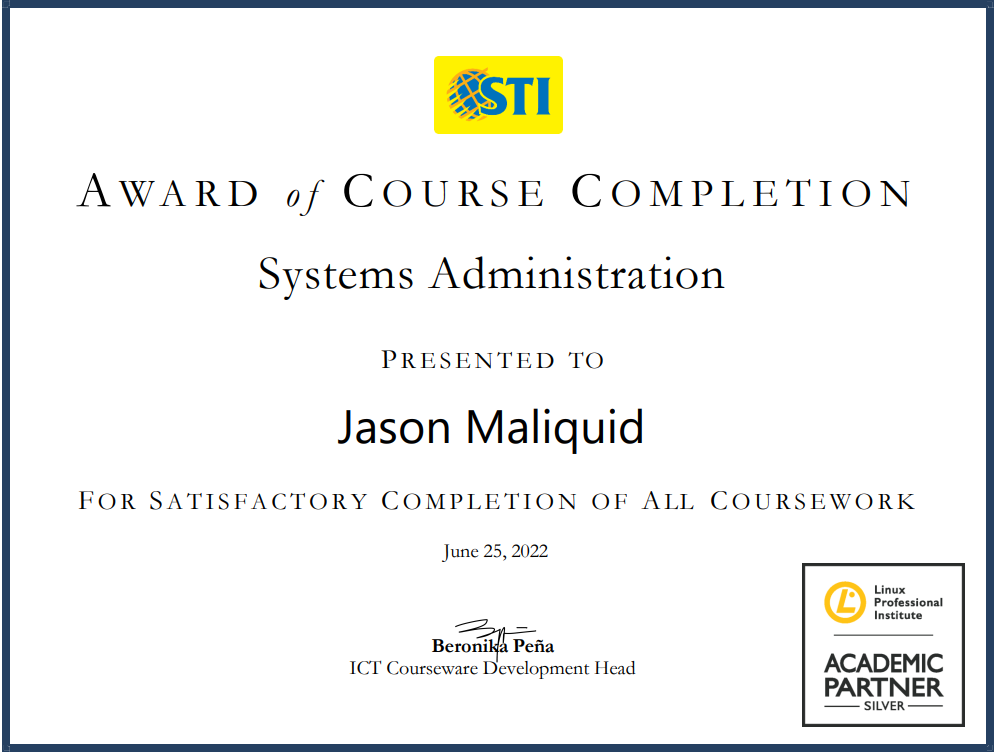 STI
AWARD of COURSE COMPLETION
Systems Administration
PRESENTED TO
Jason Maliquid
FOR SATISFACTORY COMPLETION OF ALL COURSEWORK
June 25, 2022
Beronika Peña
ICT Courseware Development Head
Linux
Professional
Institute
ACADEMIC
PARTNER
SILVER